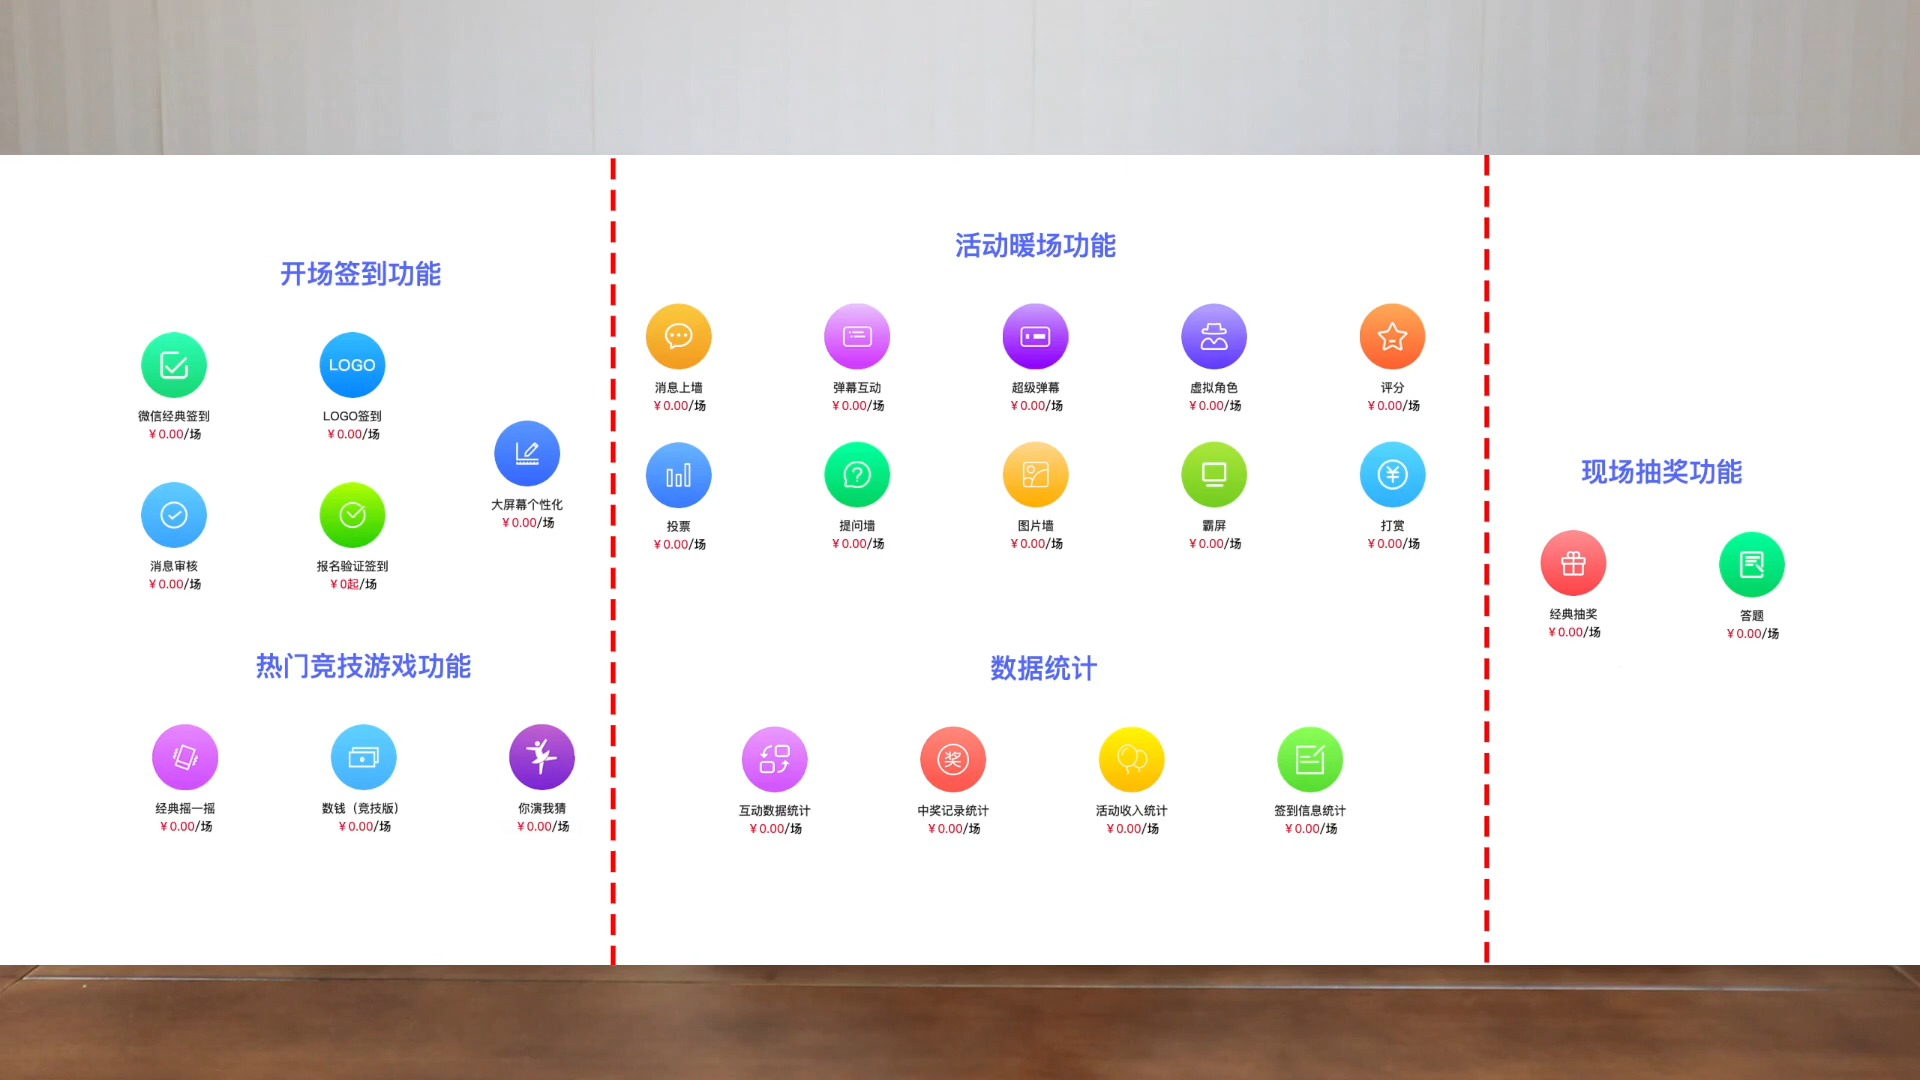 开场签到功能
LOGO
微信经典签到
¥0.00/场
LOGO签到
¥0.00/场
大屏幕个性化
¥0.00/场
消息审核
¥0.00/场
报名验证签到
¥0起/场
热门竞技游戏功能
经典摇一摇
¥0.00/场
数钱（竞技版）
¥0.00/场
你演我猜
¥0.00/场
活动暖场功能
消息上墙
¥0.00/场
弹幕互动
¥0.00/场
超级弹幕
¥0.00/场
虚拟角色
¥0.00/场
评分
¥0.00/场
投票
¥0.00/场
提问墙
¥0.00/场
图片墙
¥0.00/场
霸屏
¥0.00/场
打赏
¥0.00/场
数据统计
奖
互动数据统计
¥0.00/场
中奖记录统计
¥0.00/场
活动收入统计
¥0.00/场
签到信息统计
¥0.00/场
现场抽奖功能
经典抽奖
¥0.00/场
答题
¥0.00/场